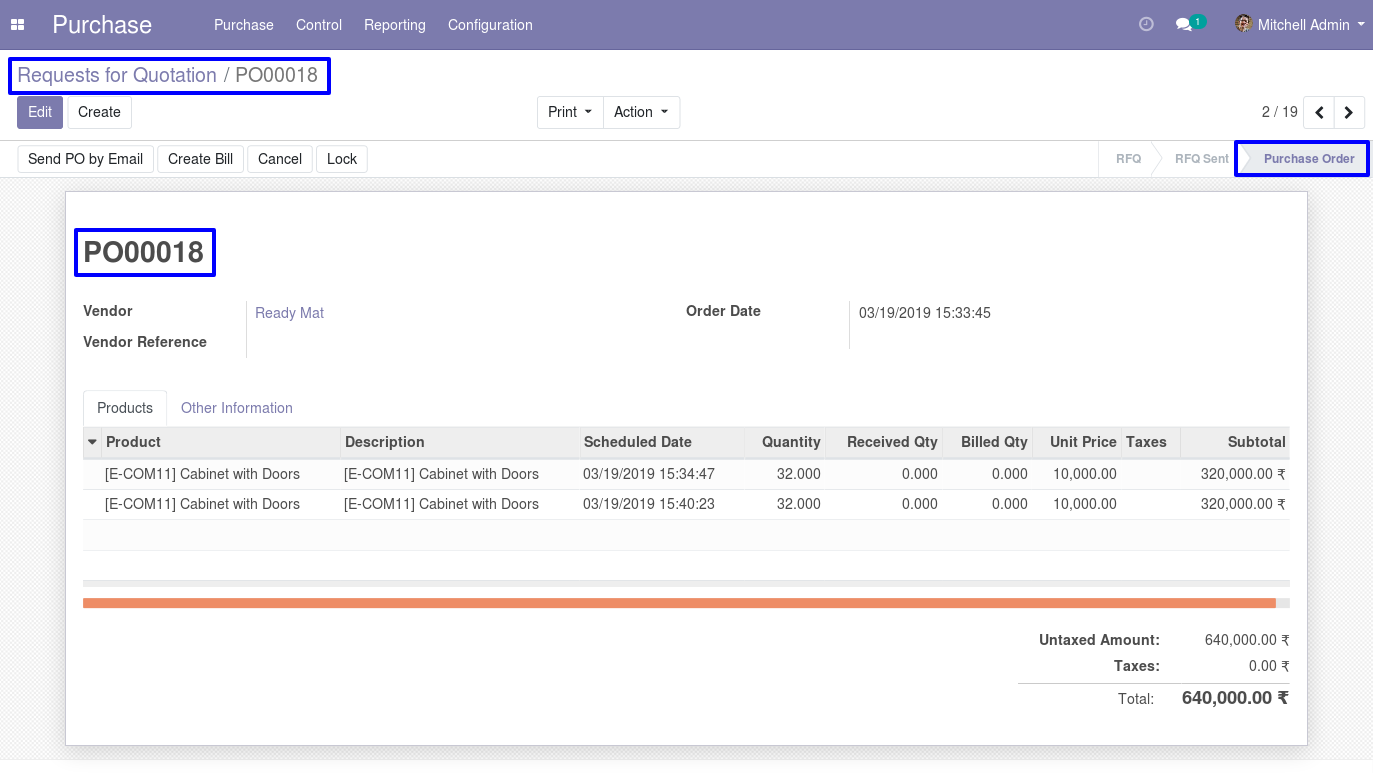 Purchase Purchase Control Reporting Configuration 1 Mitchell Admin
Requests for Quotation / PO00018
Edit Create Print Action 2 / 19
Send PO by Email Create Bill Cancel Lock RFQ RFQ Sent Purchase Order
PO00018
Vendor Ready Mat Order Date 03/19/2019 15:33:45
Vendor Reference
Products Other Information
Product Description Scheduled Date Quantity Received Qty Billed Qty Unit Price Taxes Subtotal
[E-COM11] Cabinet with Doors [E-COM11] Cabinet with Doors 03/19/2019 15:34:47 32.000 0.000 0.000 10,000.00 320,000.00 ₹
[E-COM11] Cabinet with Doors [E-COM11] Cabinet with Doors 03/19/2019 15:40:23 32.000 0.000 0.000 10,000.00 320,000.00 ₹
Untaxed Amount: 640,000.00 ₹
Taxes: 0.00 ₹
Total: 640,000.00 ₹